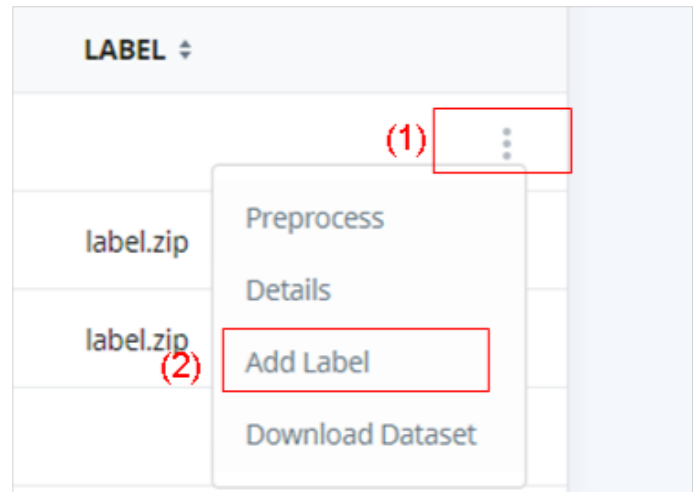 LABEL
(1)
Preprocess
label.zip
Details
label.zip
(2)
Add Label
Download Dataset